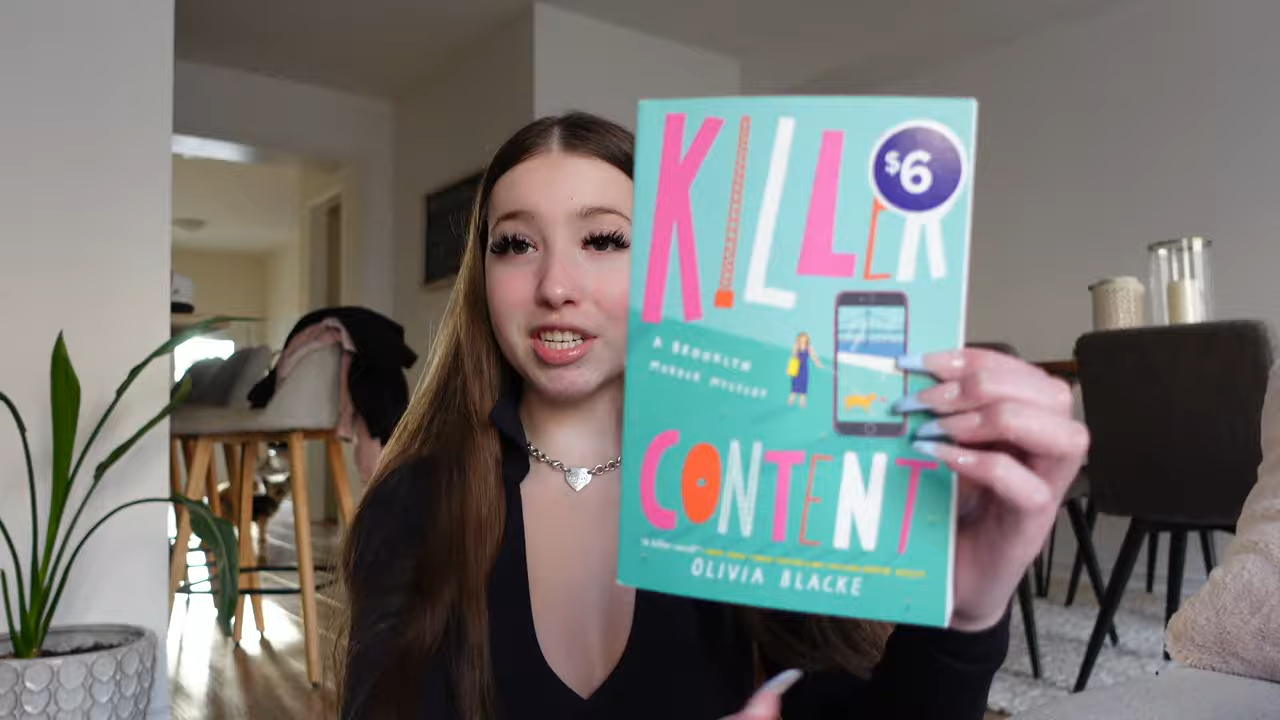 KILLER
$6
A BROOKLYN
MURDER MYSTERY
CONTENT
OLIVIA BLACKE